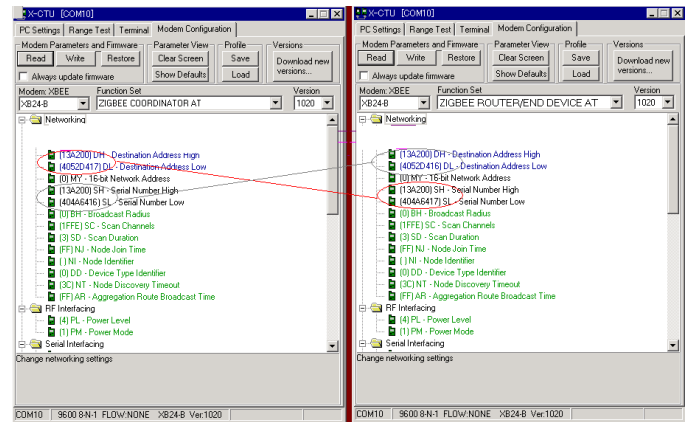 X-CTU [COM10]
PC Settings Range Test Terminal Modem Configuration
Modem Parameters and Firmware Parameter View Profile Versions
Read Write Restore Clear Screen Save Download new versions...
Always update firmware Show Defaults Load
Modem: XBEE Function Set Version
XB24-B ZIGBEE COORDINATOR AT 1020
Networking
(13A200) DH - Destination Address High
(4052D417) DL - Destination Address Low
(0) MY - 16-bit Network Address
(13A200) SH - Serial Number High
(404A6416) SL - Serial Number Low
(0) BH - Broadcast Radius
(1FFE) SC - Scan Channels
(3) SD - Scan Duration
(FF) NJ - Node Join Time
( ) NI - Node Identifier
(0) DD - Device Type Identifier
(3C) NT - Node Discovery Timeout
(FF) AR - Aggregation Route Broadcast Time
RF Interfacing
(4) PL - Power Level
(1) PM - Power Mode
Serial Interfacing
Change networking settings
COM10 9600 8-N-1 FLOW:NONE XB24-B Ver:1020
X-CTU [COM10]
PC Settings Range Test Terminal Modem Configuration
Modem Parameters and Firmware Parameter View Profile Versions
Read Write Restore Clear Screen Save Download new versions...
Always update firmware Show Defaults Load
Modem: XBEE Function Set Version
XB24-B ZIGBEE ROUTER/END DEVICE AT 1020
Networking
(13A200) DH - Destination Address High
(4052D416) DL - Destination Address Low
(0) MY - 16-bit Network Address
(13A200) SH - Serial Number High
(404A6417) SL - Serial Number Low
(0) BH - Broadcast Radius
(1FFE) SC - Scan Channels
(3) SD - Scan Duration
(FF) NJ - Node Join Time
( ) NI - Node Identifier
(0) DD - Device Type Identifier
(3C) NT - Node Discovery Timeout
(FF) AR - Aggregation Route Broadcast Time
RF Interfacing
(4) PL - Power Level
(1) PM - Power Mode
Serial Interfacing
Change networking settings
COM10 9600 8-N-1 FLOW:NONE XB24-B Ver:1020